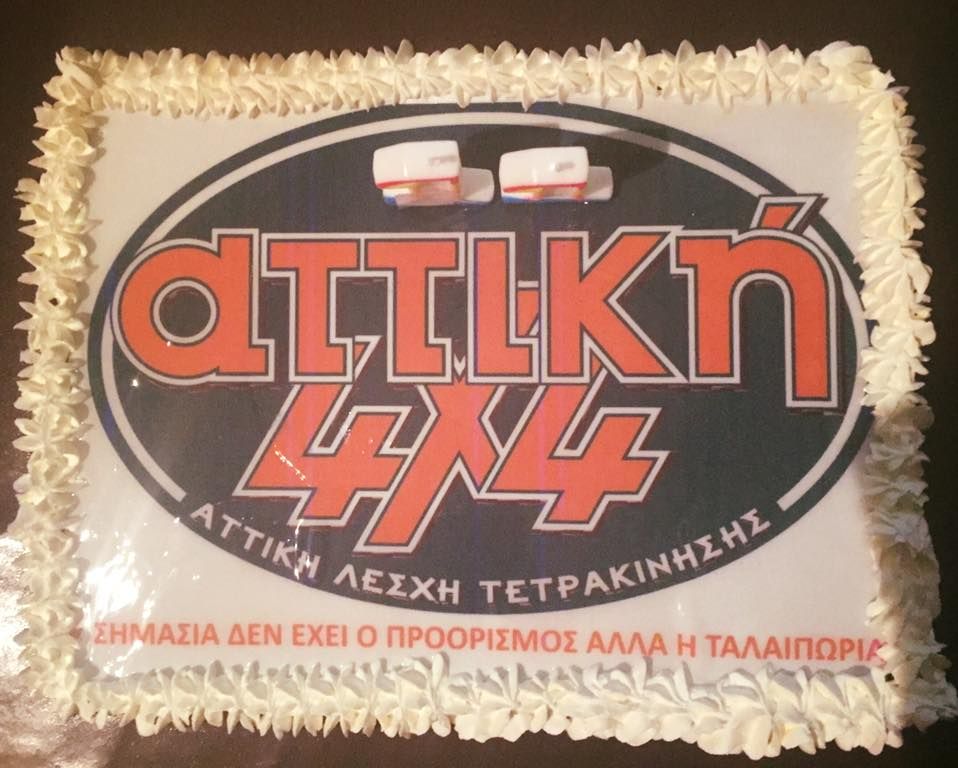 αττική
4x4
ΑΤΤΙΚΗ ΛΕΣΧΗ ΤΕΤΡΑΚΙΝΗΣΗΣ
ΣΗΜΑΣΙΑ ΔΕΝ ΕΧΕΙ Ο ΠΡΟΟΡΙΣΜΟΣ ΑΛΛΑ Η ΤΑΛΑΙΠΩΡΙΑ